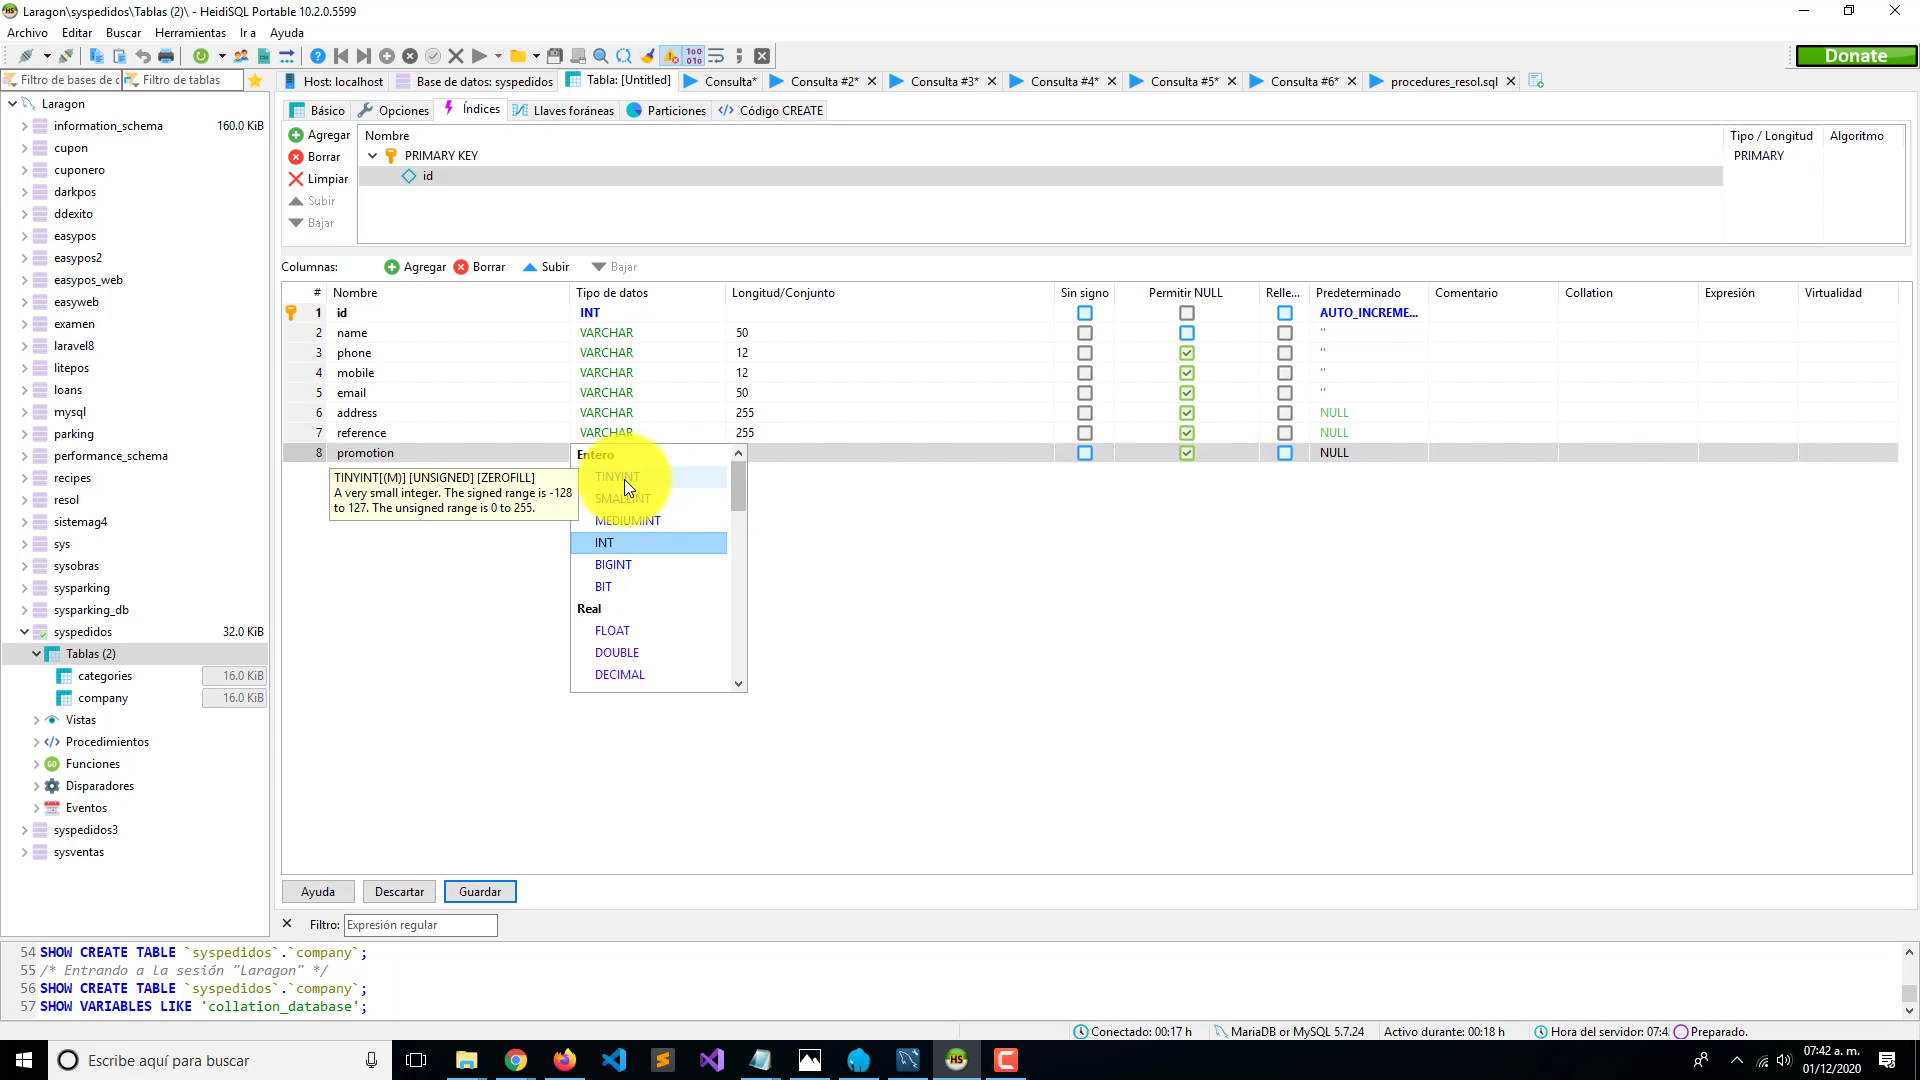 Laragon\syspedidos\Tablas (2)\ - HeidiSQL Portable 10.2.0.5599
Archivo Editar Buscar Herramientas Ir a Ayuda
Donate
Filtro de bases de d Filtro de tablas
Host: localhost Base de datos: syspedidos Tabla: [Untitled] Consulta* Consulta #2* Consulta #3* Consulta #4* Consulta #5* Consulta #6* procedures_resol.sql
Laragon
information_schema 160.0 KiB
cupon
cuponero
darkpos
ddexito
easypos
easypos2
easypos_web
easyweb
examen
laravel8
litepos
loans
mysql
parking
performance_schema
recipes
resol
sistemag4
sys
sysobras
sysparking
sysparking_db
syspedidos 32.0 KiB
Tablas (2)
categories 16.0 KiB
company 16.0 KiB
Vistas
Procedimientos
Funciones
Disparadores
Eventos
syspedidos3
sysventas
Básico Opciones Índices Llaves foráneas Particiones Código CREATE
Agregar
Borrar
Limpiar
Subir
Bajar
Nombre Tipo / Longitud Algoritmo
PRIMARY KEY PRIMARY
id
Columnas: Agregar Borrar Subir Bajar
# Nombre Tipo de datos Longitud/Conjunto Sin signo Permitir NULL Relle... Predeterminado Comentario Collation Expresión Virtualidad
1 id INT AUTO_INCREME...
2 name VARCHAR 50 ''
3 phone VARCHAR 12 ''
4 mobile VARCHAR 12 ''
5 email VARCHAR 50 ''
6 address VARCHAR 255 NULL
7 reference VARCHAR 255 NULL
8 promotion NULL
Entero
TINYINT
SMALLINT
MEDIUMINT
INT
BIGINT
BIT
Real
FLOAT
DOUBLE
DECIMAL
TINYINT[(M)] [UNSIGNED] [ZEROFILL]
A very small integer. The signed range is -128
to 127. The unsigned range is 0 to 255.
Ayuda Descartar Guardar
Filtro: Expresión regular
54 SHOW CREATE TABLE `syspedidos`.`company`;
55 /* Entrando a la sesión "Laragon" */
56 SHOW CREATE TABLE `syspedidos`.`company`;
57 SHOW VARIABLES LIKE 'collation_database';
Conectado: 00:17 h MariaDB or MySQL 5.7.24 Activo durante: 00:18 h Hora del servidor: 07:4 Preparado.
Escribe aquí para buscar
07:42 a. m.
01/12/2020